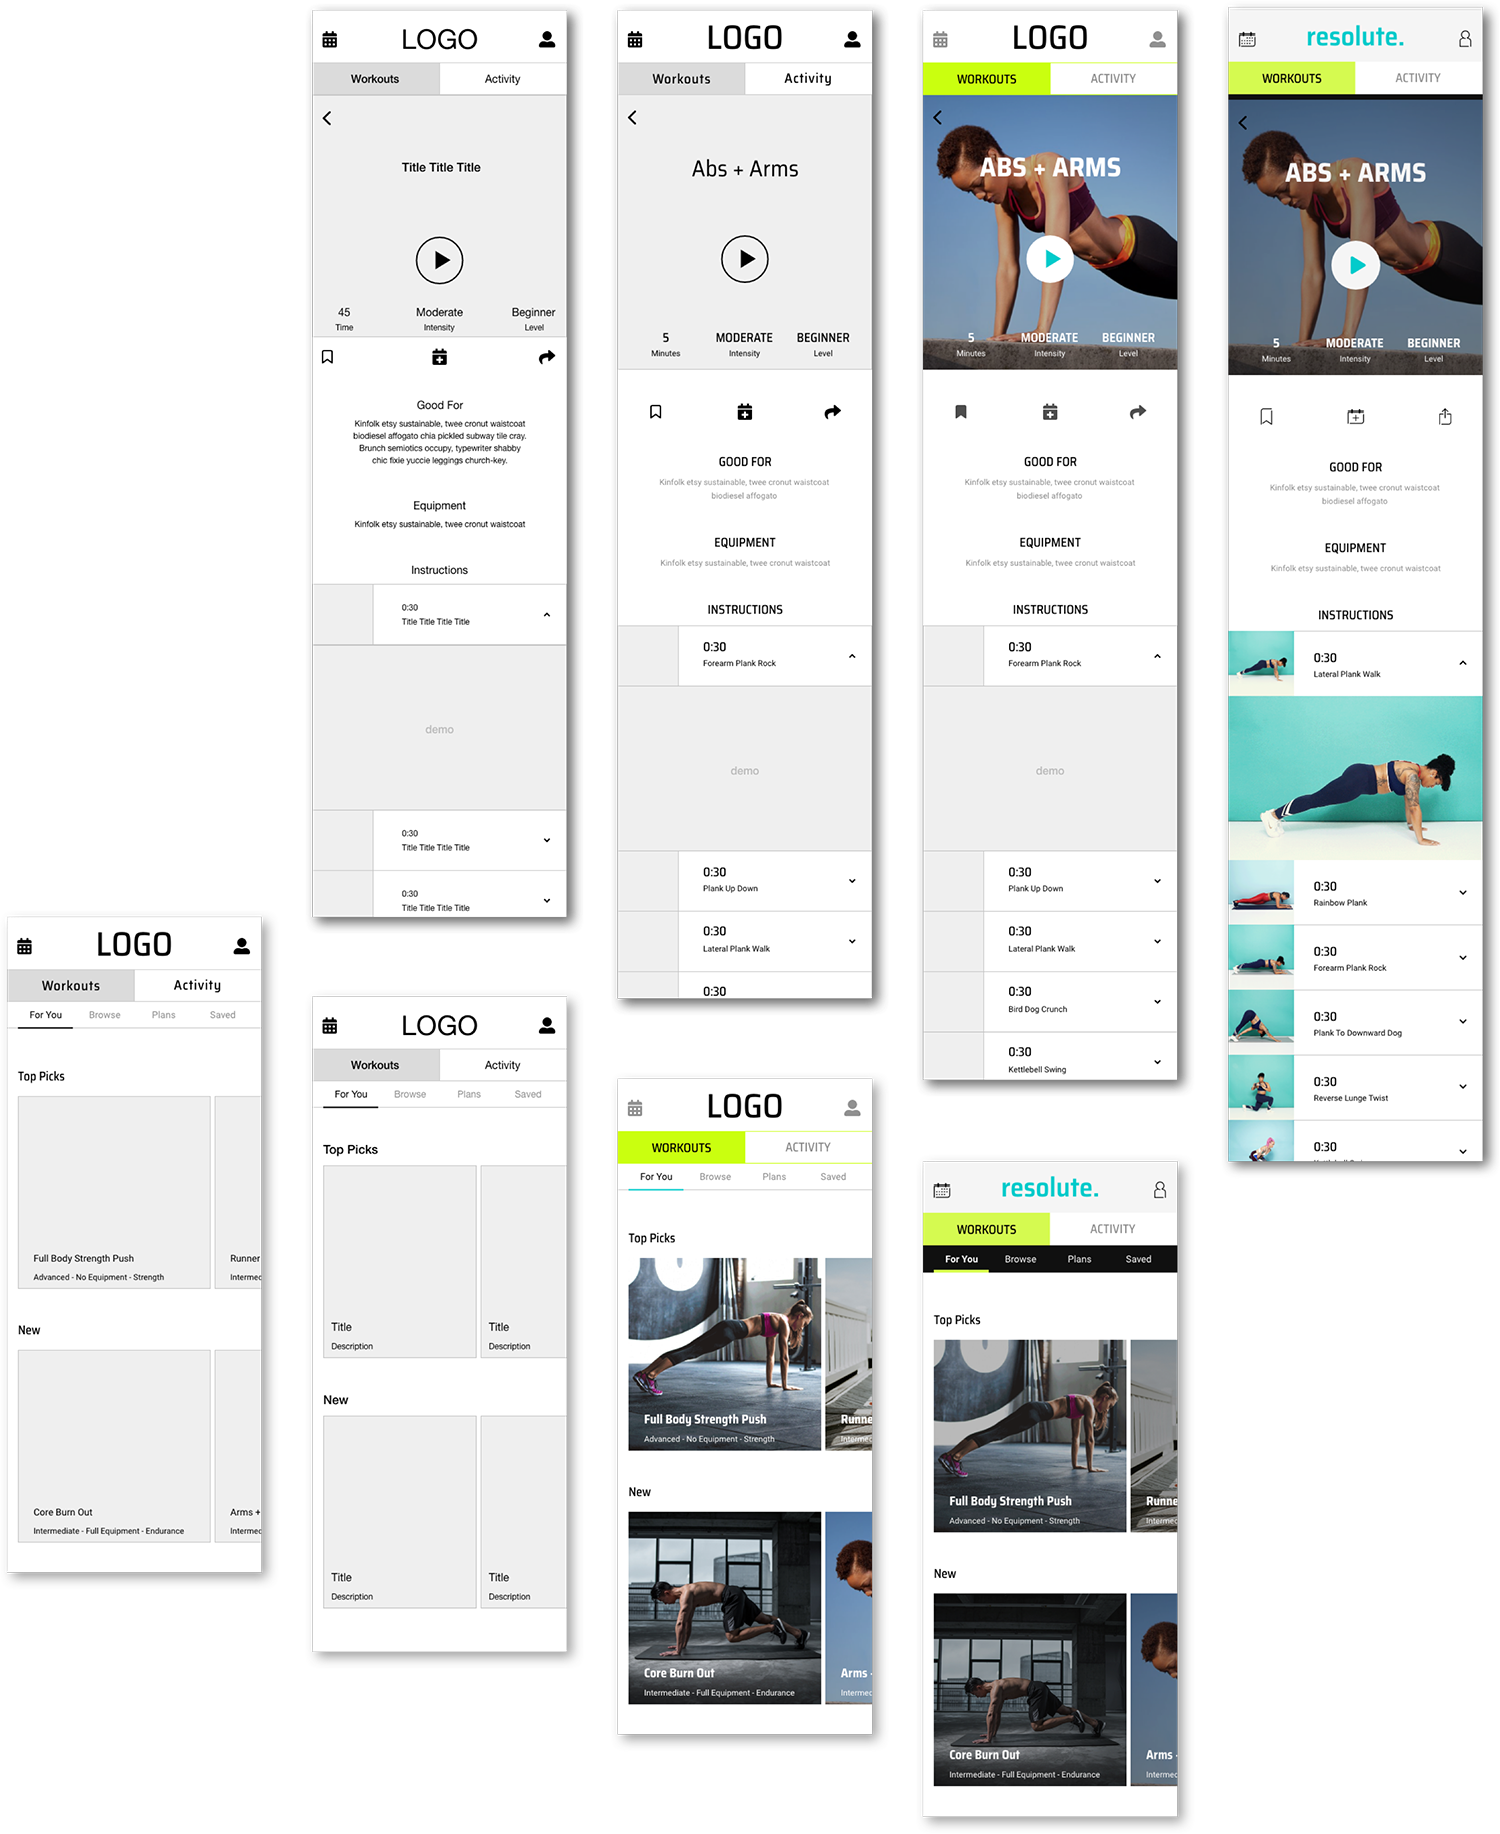 LOGO
Workouts
Activity
Title Title Title
45
Moderate
Beginner
Time
Intensity
Level
Good For
Kinfolk etsy sustainable, twee cronut waistcoat
biodiesel affogato chia pickled subway tile cray.
Brunch semiotics occupy, typewriter shabby
chic fixie yuccie leggings church-key.
Equipment
Kinfolk etsy sustainable, twee cronut waistcoat
Instructions
0:30
Title Title Title Title
demo
0:30
Title Title Title Title
0:30
Title Title Title Title
LOGO
Workouts
Activity
Abs + Arms
5
MODERATE
BEGINNER
Minutes
Intensity
Level
GOOD FOR
Kinfolk etsy sustainable, twee cronut waistcoat
biodiesel affogato
EQUIPMENT
Kinfolk etsy sustainable, twee cronut waistcoat
INSTRUCTIONS
0:30
Forearm Plank Rock
demo
0:30
Plank Up Down
0:30
Lateral Plank Walk
0:30
LOGO
WORKOUTS
ACTIVITY
ABS + ARMS
5
MODERATE
BEGINNER
Minutes
Intensity
Level
GOOD FOR
Kinfolk etsy sustainable, twee cronut waistcoat
biodiesel affogato
EQUIPMENT
Kinfolk etsy sustainable, twee cronut waistcoat
INSTRUCTIONS
0:30
Forearm Plank Rock
demo
0:30
Plank Up Down
0:30
Lateral Plank Walk
0:30
Bird Dog Crunch
0:30
Kettlebell Swing
resolute.
WORKOUTS
ACTIVITY
ABS + ARMS
5
MODERATE
BEGINNER
Minutes
Intensity
Level
GOOD FOR
Kinfolk etsy sustainable, twee cronut waistcoat
biodiesel affogato
EQUIPMENT
Kinfolk etsy sustainable, twee cronut waistcoat
INSTRUCTIONS
0:30
Lateral Plank Walk
0:30
Rainbow Plank
0:30
Forearm Plank Rock
0:30
Plank To Downward Dog
0:30
Reverse Lunge Twist
0:30
LOGO
Workouts
Activity
For You
Browse
Plans
Saved
Top Picks
Full Body Strength Push
Runner
Advanced - No Equipment - Strength
Intermed
New
Core Burn Out
Arms +
Intermediate - Full Equipment - Endurance
Intermed
LOGO
Workouts
Activity
For You
Browse
Plans
Saved
Top Picks
Title
Title
Description
Description
New
Title
Title
Description
Description
LOGO
WORKOUTS
ACTIVITY
For You
Browse
Plans
Saved
Top Picks
Full Body Strength Push
Runne
Advanced - No Equipment - Strength
Intermed
New
Core Burn Out
Arms
Intermediate - Full Equipment - Endurance
Intermed
resolute.
WORKOUTS
ACTIVITY
For You
Browse
Plans
Saved
Top Picks
Full Body Strength Push
Runne
Advanced - No Equipment - Strength
Intermed
New
Core Burn Out
Arms
Intermediate - Full Equipment - Endurance
Intermed